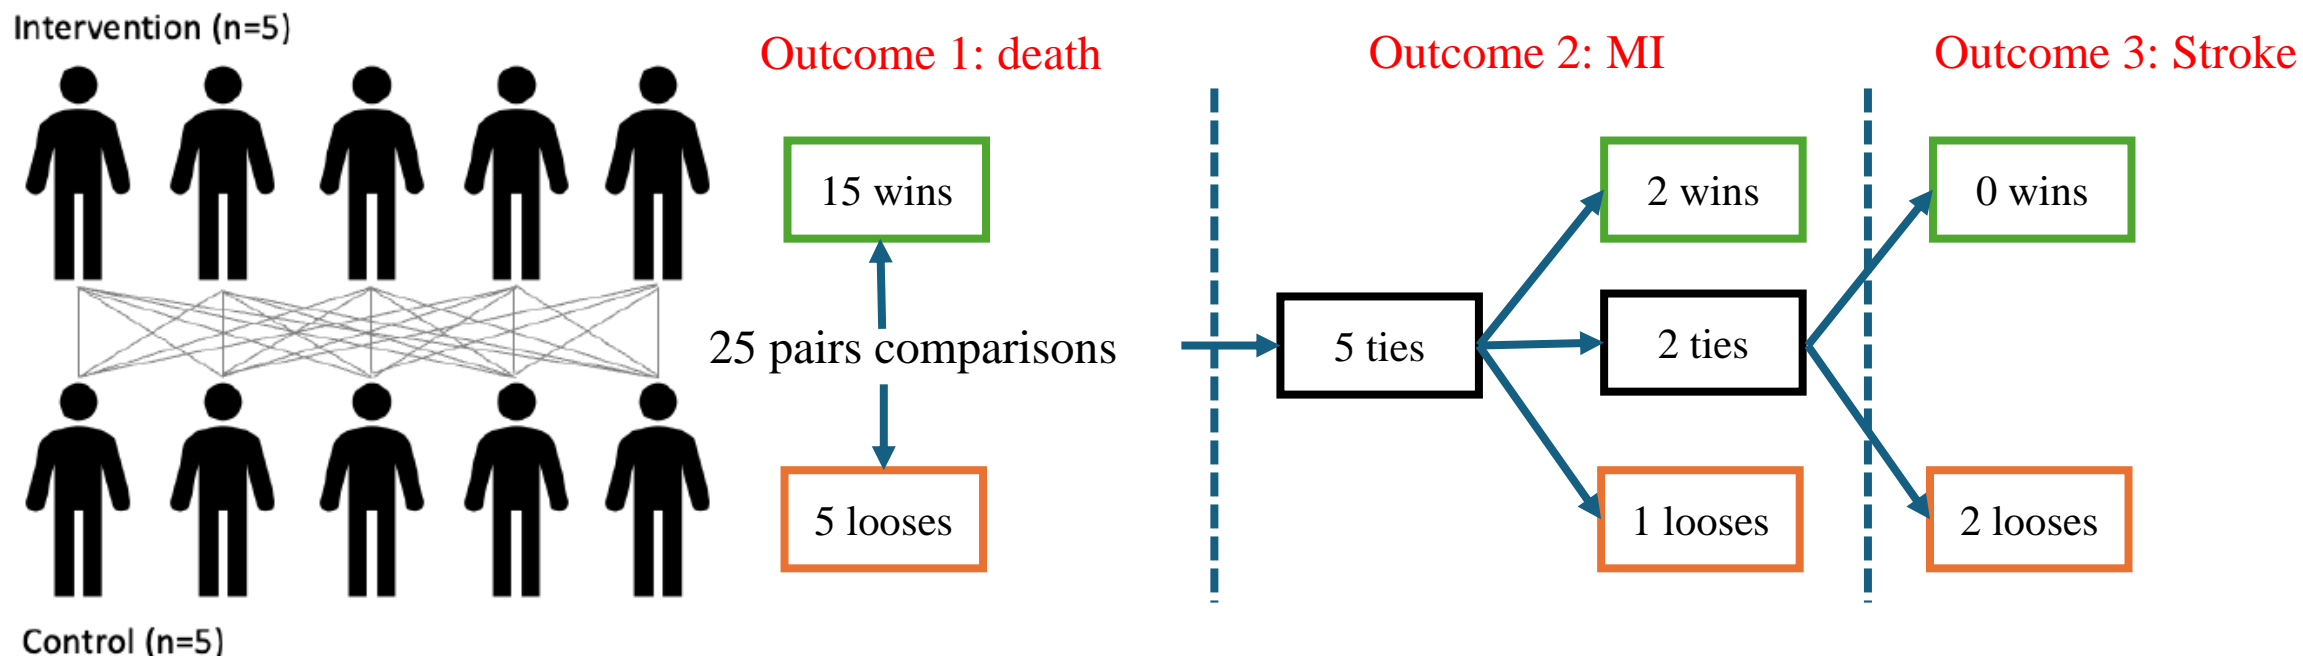 Intervention (n=5)
Outcome 1: death
Outcome 2: MI
Outcome 3: Stroke
15 wins
2 wins
0 wins
25 pairs comparisons
5 ties
2 ties
5 looses
1 looses
2 looses
Control (n=5)